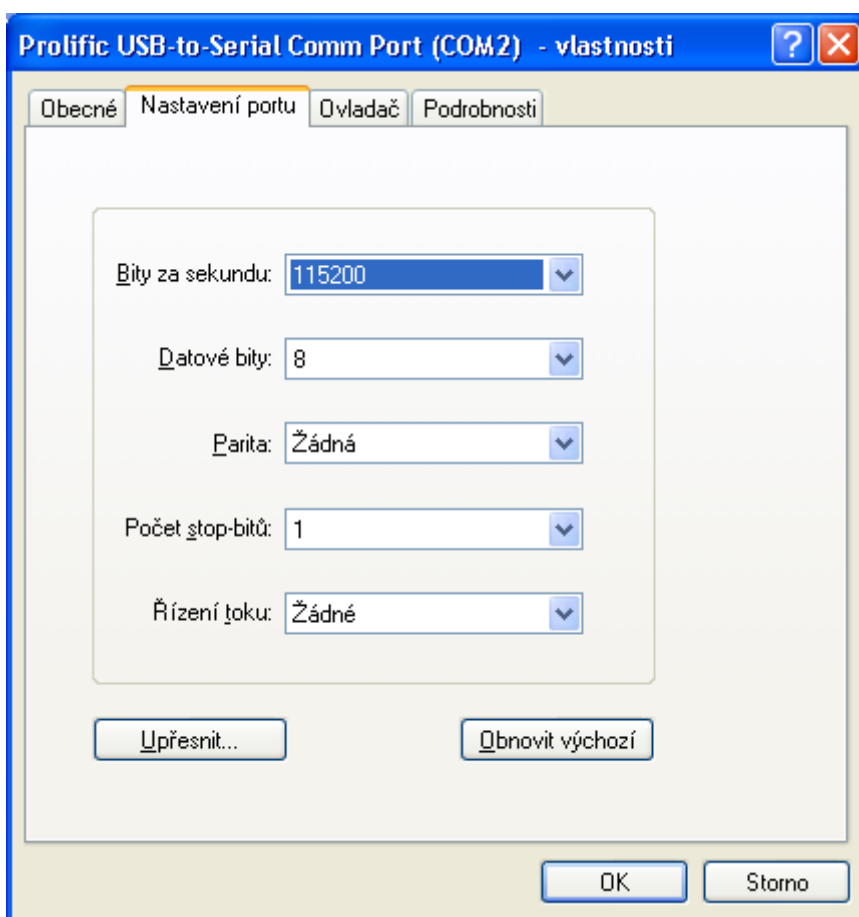 Prolific USB-to-Serial Comm Port (COM2) - vlastnosti
Obecné Nastavení portu Ovladač Podrobnosti
Bity za sekundu: 115200
Datové bity: 8
Parita: Žádná
Počet stop-bitů: 1
Řízení toku: Žádné
Upřesnit... Obnovit výchozí
OK Storno